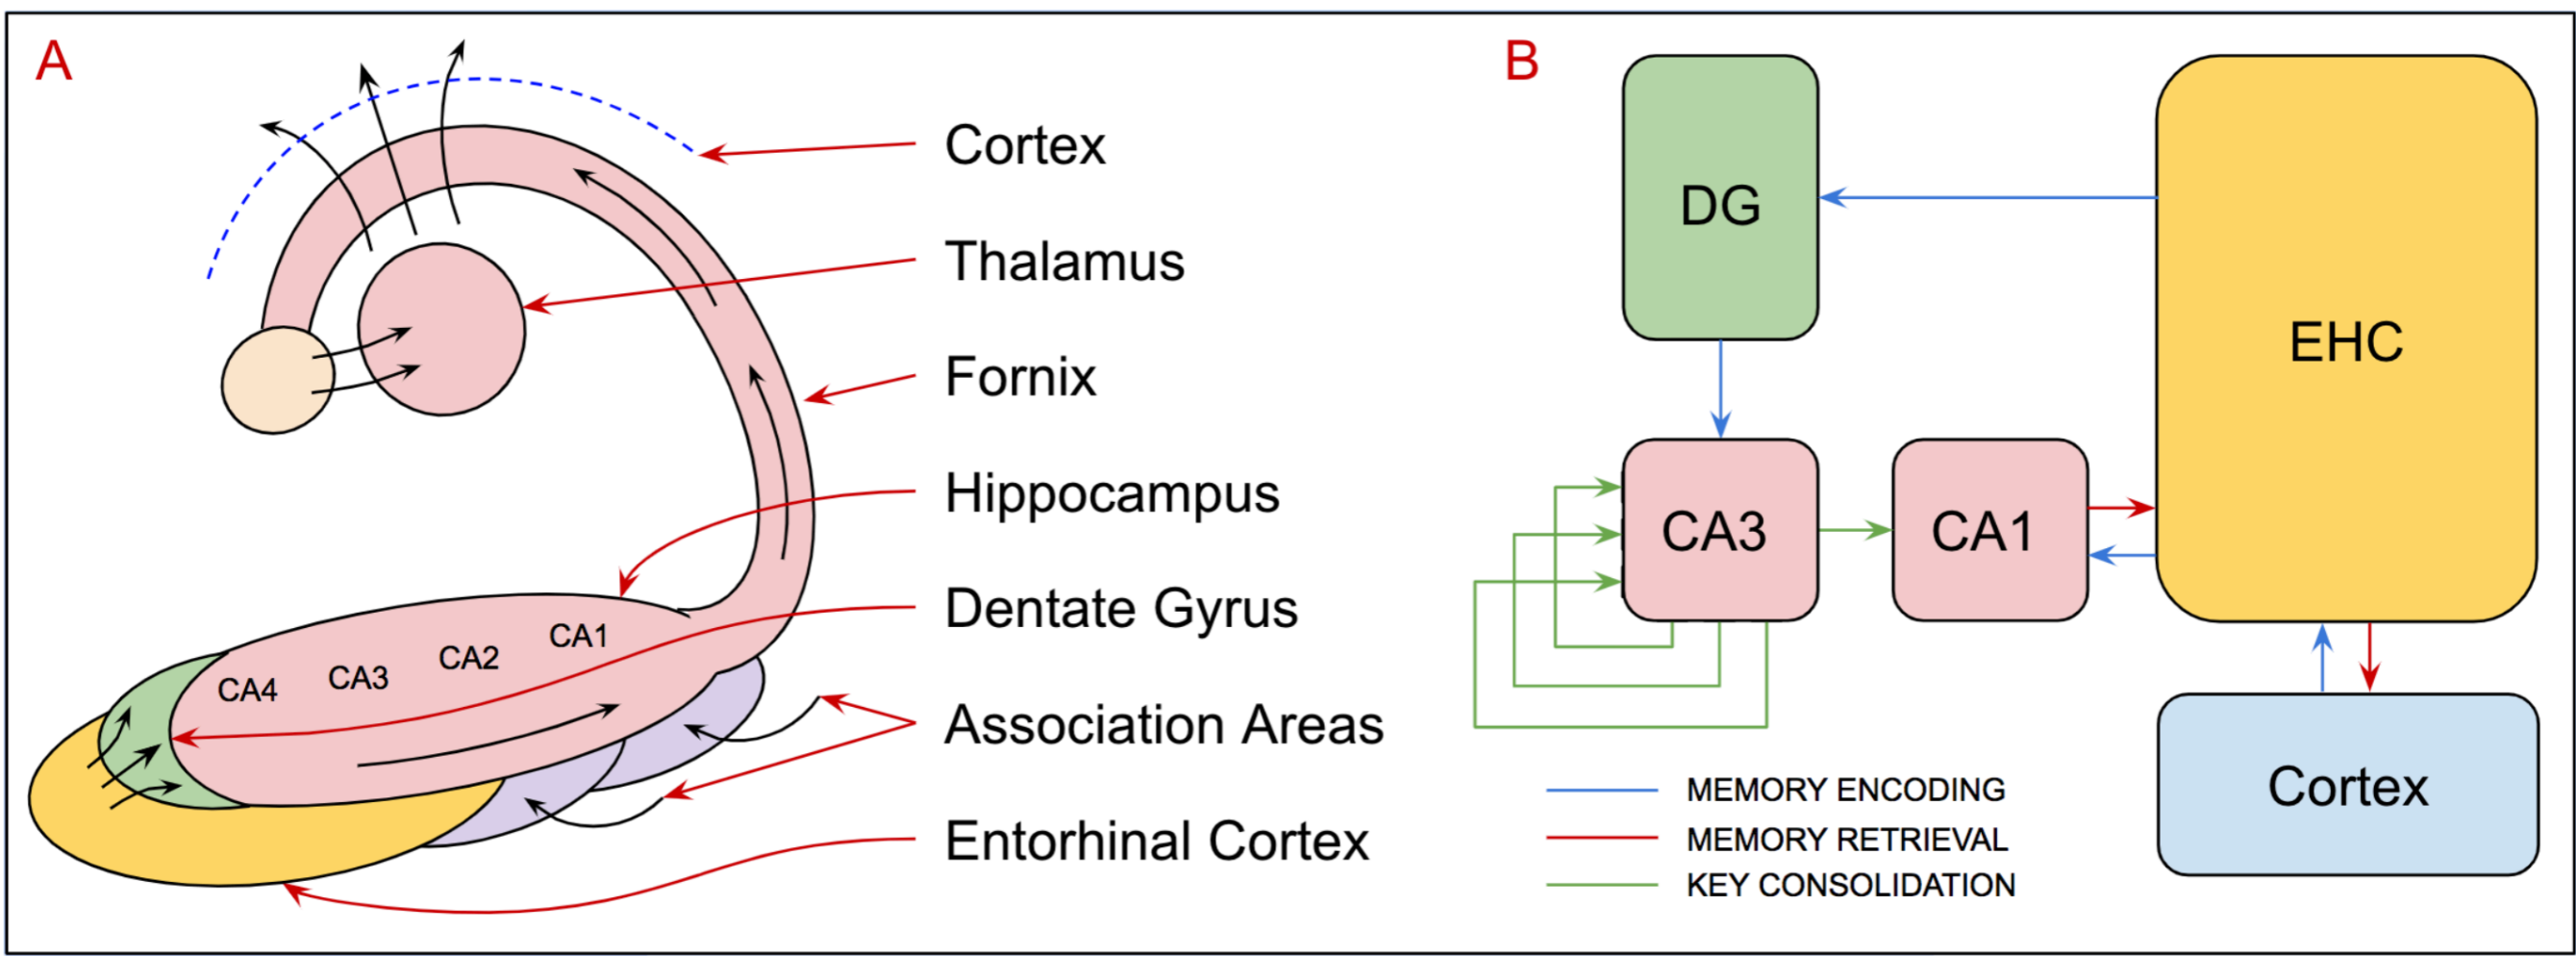 A
Cortex
Thalamus
Fornix
Hippocampus
Dentate Gyrus
Association Areas
Entorhinal Cortex
CA4
CA3
CA2
CA1
B
DG
EHC
CA3
CA1
Cortex
MEMORY ENCODING
MEMORY RETRIEVAL
KEY CONSOLIDATION